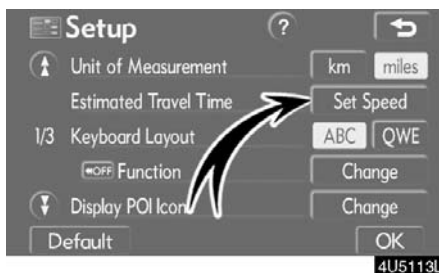 Setup ?
Unit of Measurement km miles
Estimated Travel Time Set Speed
1/3 Keyboard Layout ABC QWE
OFF Function Change
Display POI Icon Change
Default OK
4U5113L